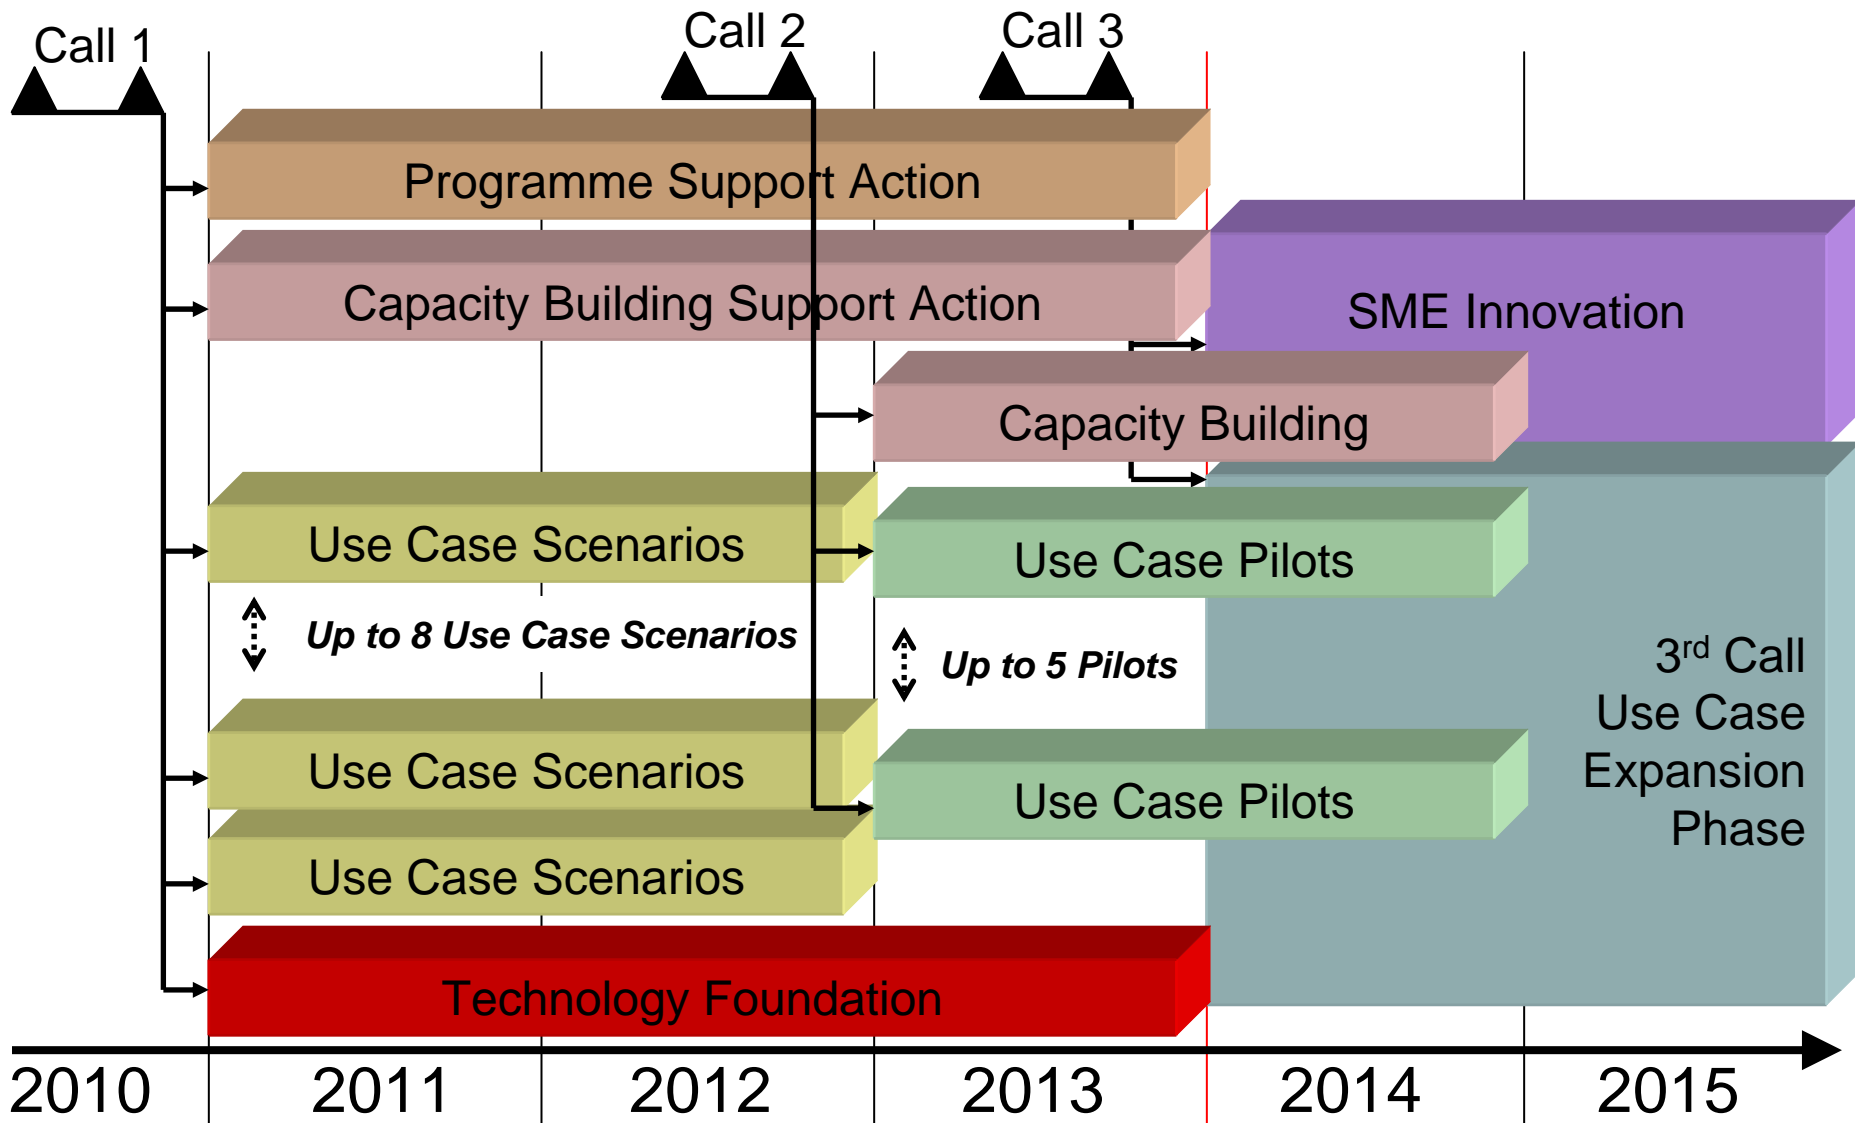 Call 1
Call 2
Call 3
Programme Support Action
Capacity Building Support Action
SME Innovation
Capacity Building
Use Case Scenarios
Use Case Pilots
Up to 8 Use Case Scenarios
Up to 5 Pilots
3rd Call
Use Case
Expansion
Phase
Use Case Scenarios
Use Case Pilots
Use Case Scenarios
Technology Foundation
2010
2011
2012
2013
2014
2015